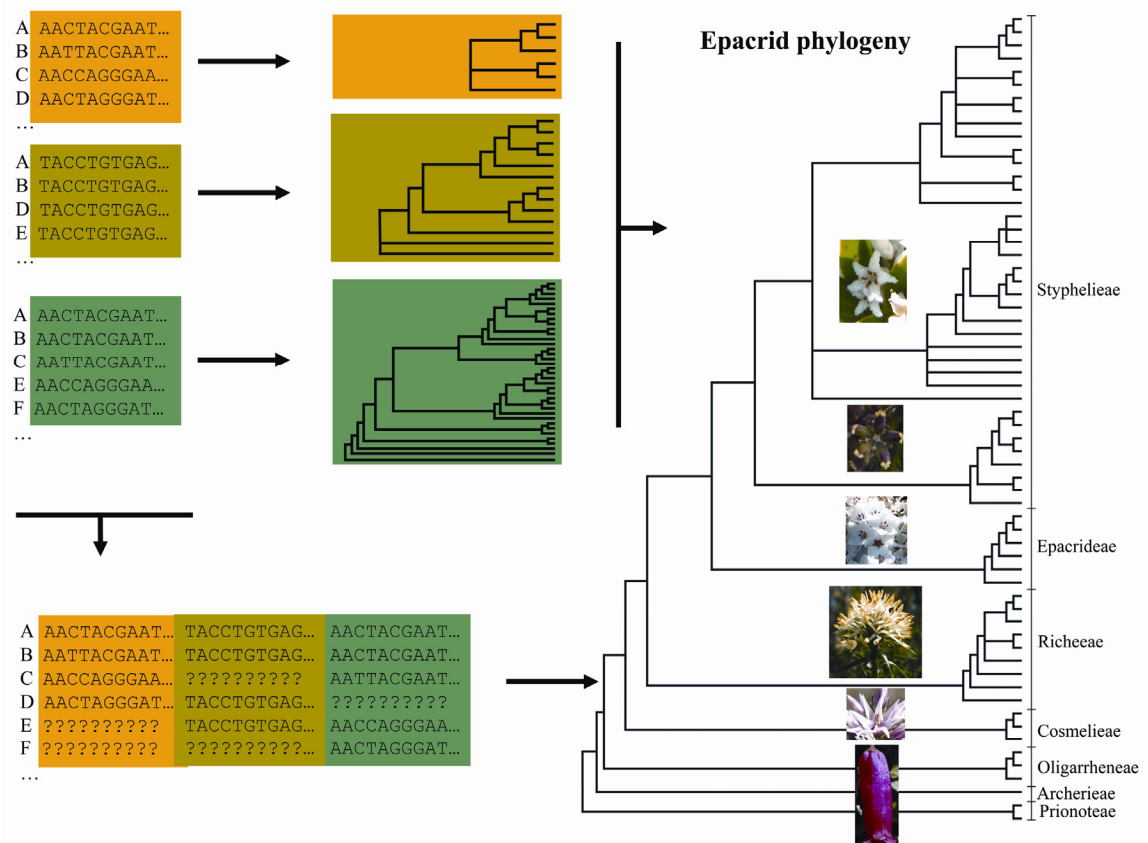 A AACTACGAAT...
B AATTACGAAT...
C AACCAGGGAA...
D AACTAGGGAT...
...
A TACCTGTGAG...
B TACCTGTGAG...
D TACCTGTGAG...
E TACCTGTGAG...
...
A AACTACGAAT...
B AACTACGAAT...
C AATTACGAAT...
E AACCAGGGAA...
F AACTAGGGAT...
...
A AACTACGAAT... TACCTGTGAG... AACTACGAAT...
B AATTACGAAT... TACCTGTGAG... AACTACGAAT...
C AACCAGGGAA... ?????????? AATTACGAAT...
D AACTAGGGAT... TACCTGTGAG... ??????????
E ?????????? TACCTGTGAG... AACCAGGGAA...
F ?????????? ??????????... AACTAGGGAT...
...
Epacrid phylogeny
Styphelieae
Epacrideae
Richeeae
Cosmelieae
Oligarrheneae
Archerieae
Prionoteae